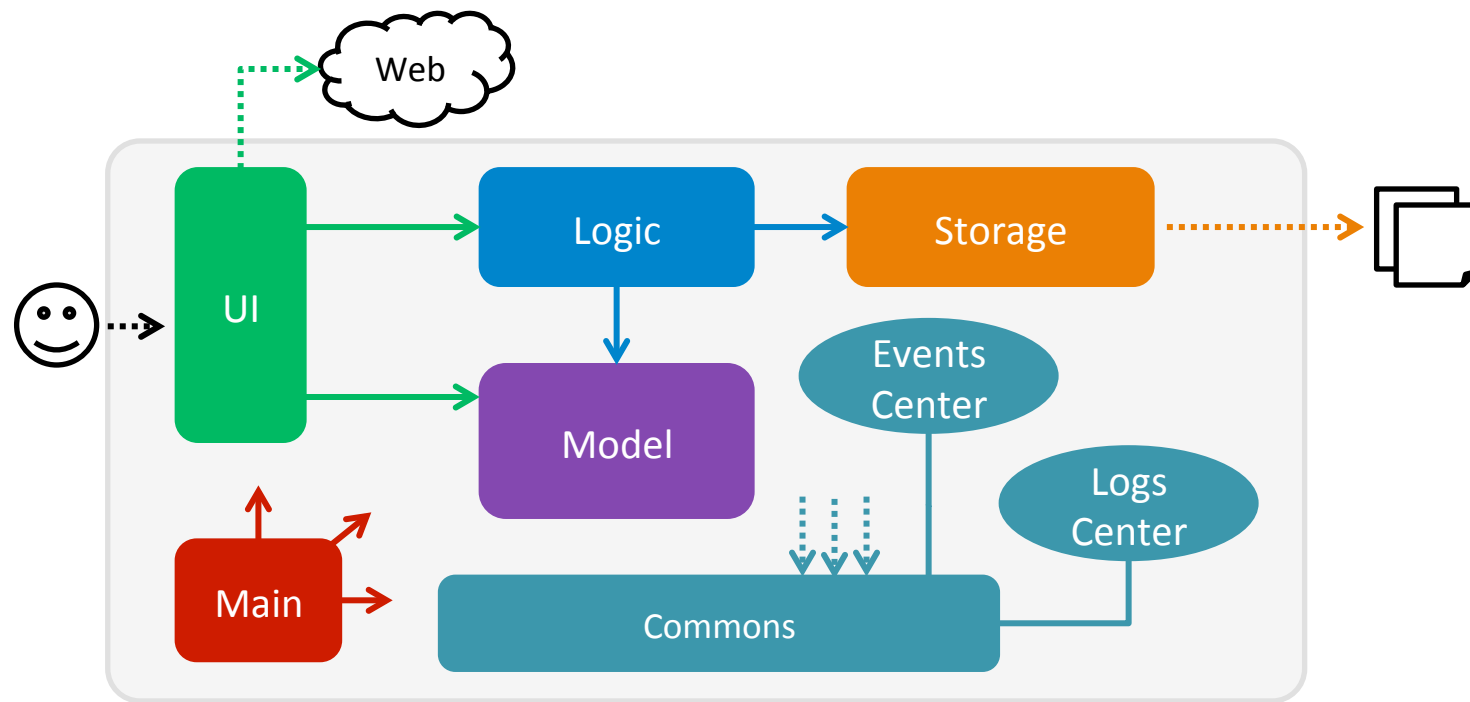 Web
Logic
Storage
UI
Events
Center
Model
Logs
Center
Main
Commons